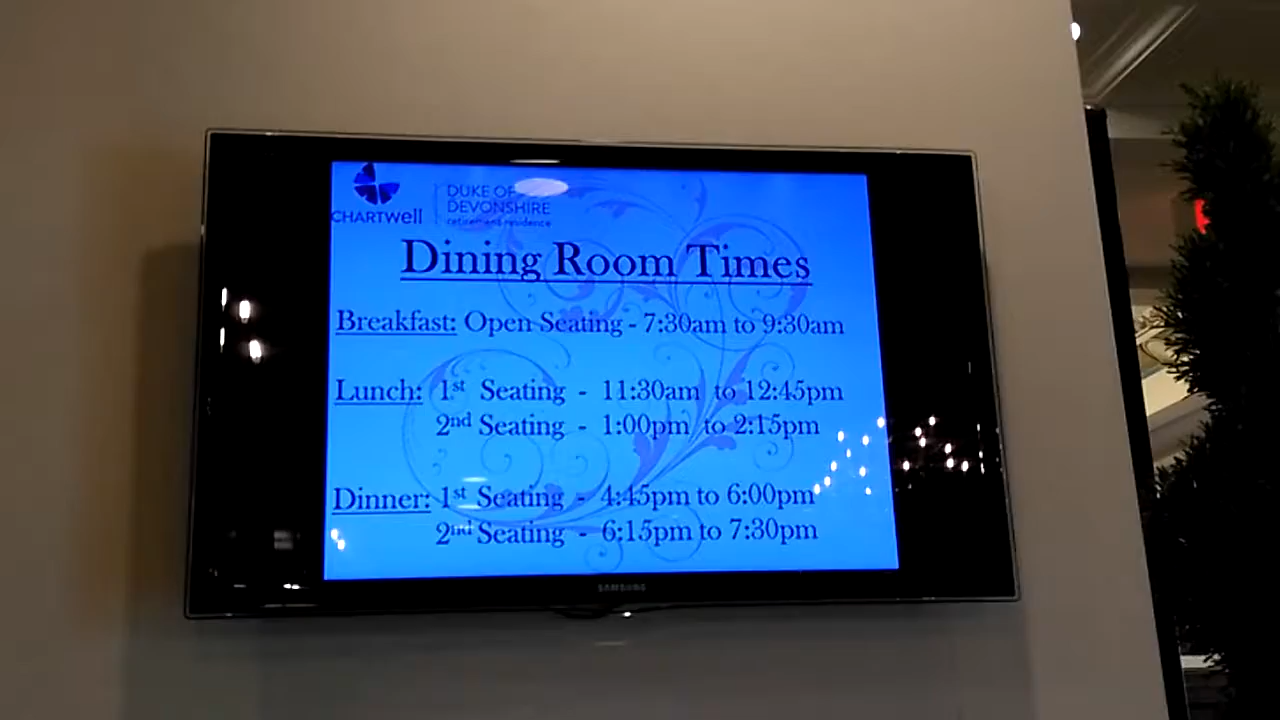 CHARTWELL
DUKE OF
DEVONSHIRE
retirement residence
Dining Room Times
Breakfast: Open Seating - 7:30am to 9:30am
Lunch: 1st Seating - 11:30am to 12:45pm
2nd Seating - 1:00pm to 2:15pm
Dinner: 1st Seating - 4:45pm to 6:00pm
2nd Seating - 6:15pm to 7:30pm
SAMSUNG